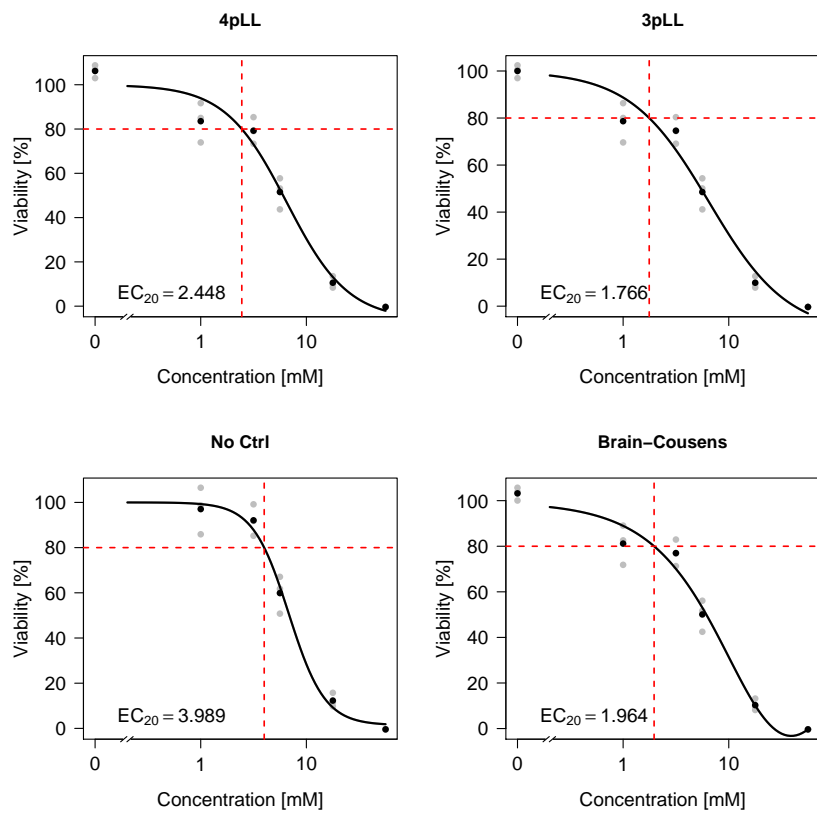 4pLL
Viability [%]
100
80
60
40
20
0
EC20 = 2.448
0 1 10
Concentration [mM]
3pLL
Viability [%]
100
80
60
40
20
0
EC20 = 1.766
0 1 10
Concentration [mM]
No Ctrl
Viability [%]
100
80
60
40
20
0
EC20 = 3.989
0 1 10
Concentration [mM]
Brain−Cousens
Viability [%]
100
80
60
40
20
0
EC20 = 1.964
0 1 10
Concentration [mM]